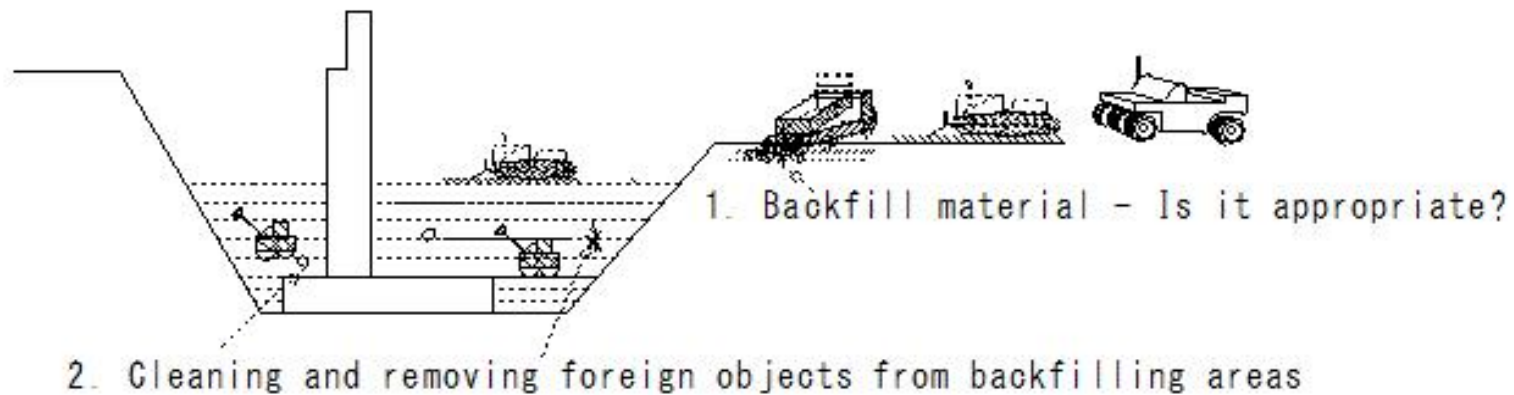 1. Backfill material - Is it appropriate?
2. Cleaning and removing foreign objects from backfilling areas